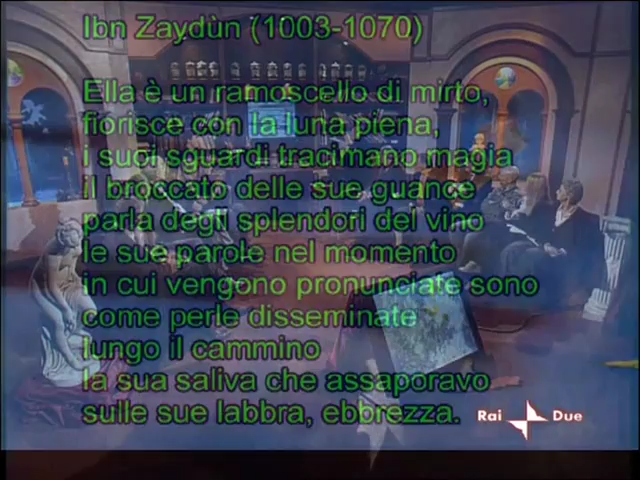 Ibn Zaydùn (1003-1070)
Ella è un ramoscello di mirto,
fiorisce con la luna piena,
i suoi sguardi tracimano magia
il broccato delle sue guance
parla degli splendori del vino
le sue parole nel momento
in cui vengono pronunciate sono
come perle disseminate
lungo il cammino
la sua saliva che assaporavo
sulle sue labbra, ebbrezza.
Rai Due